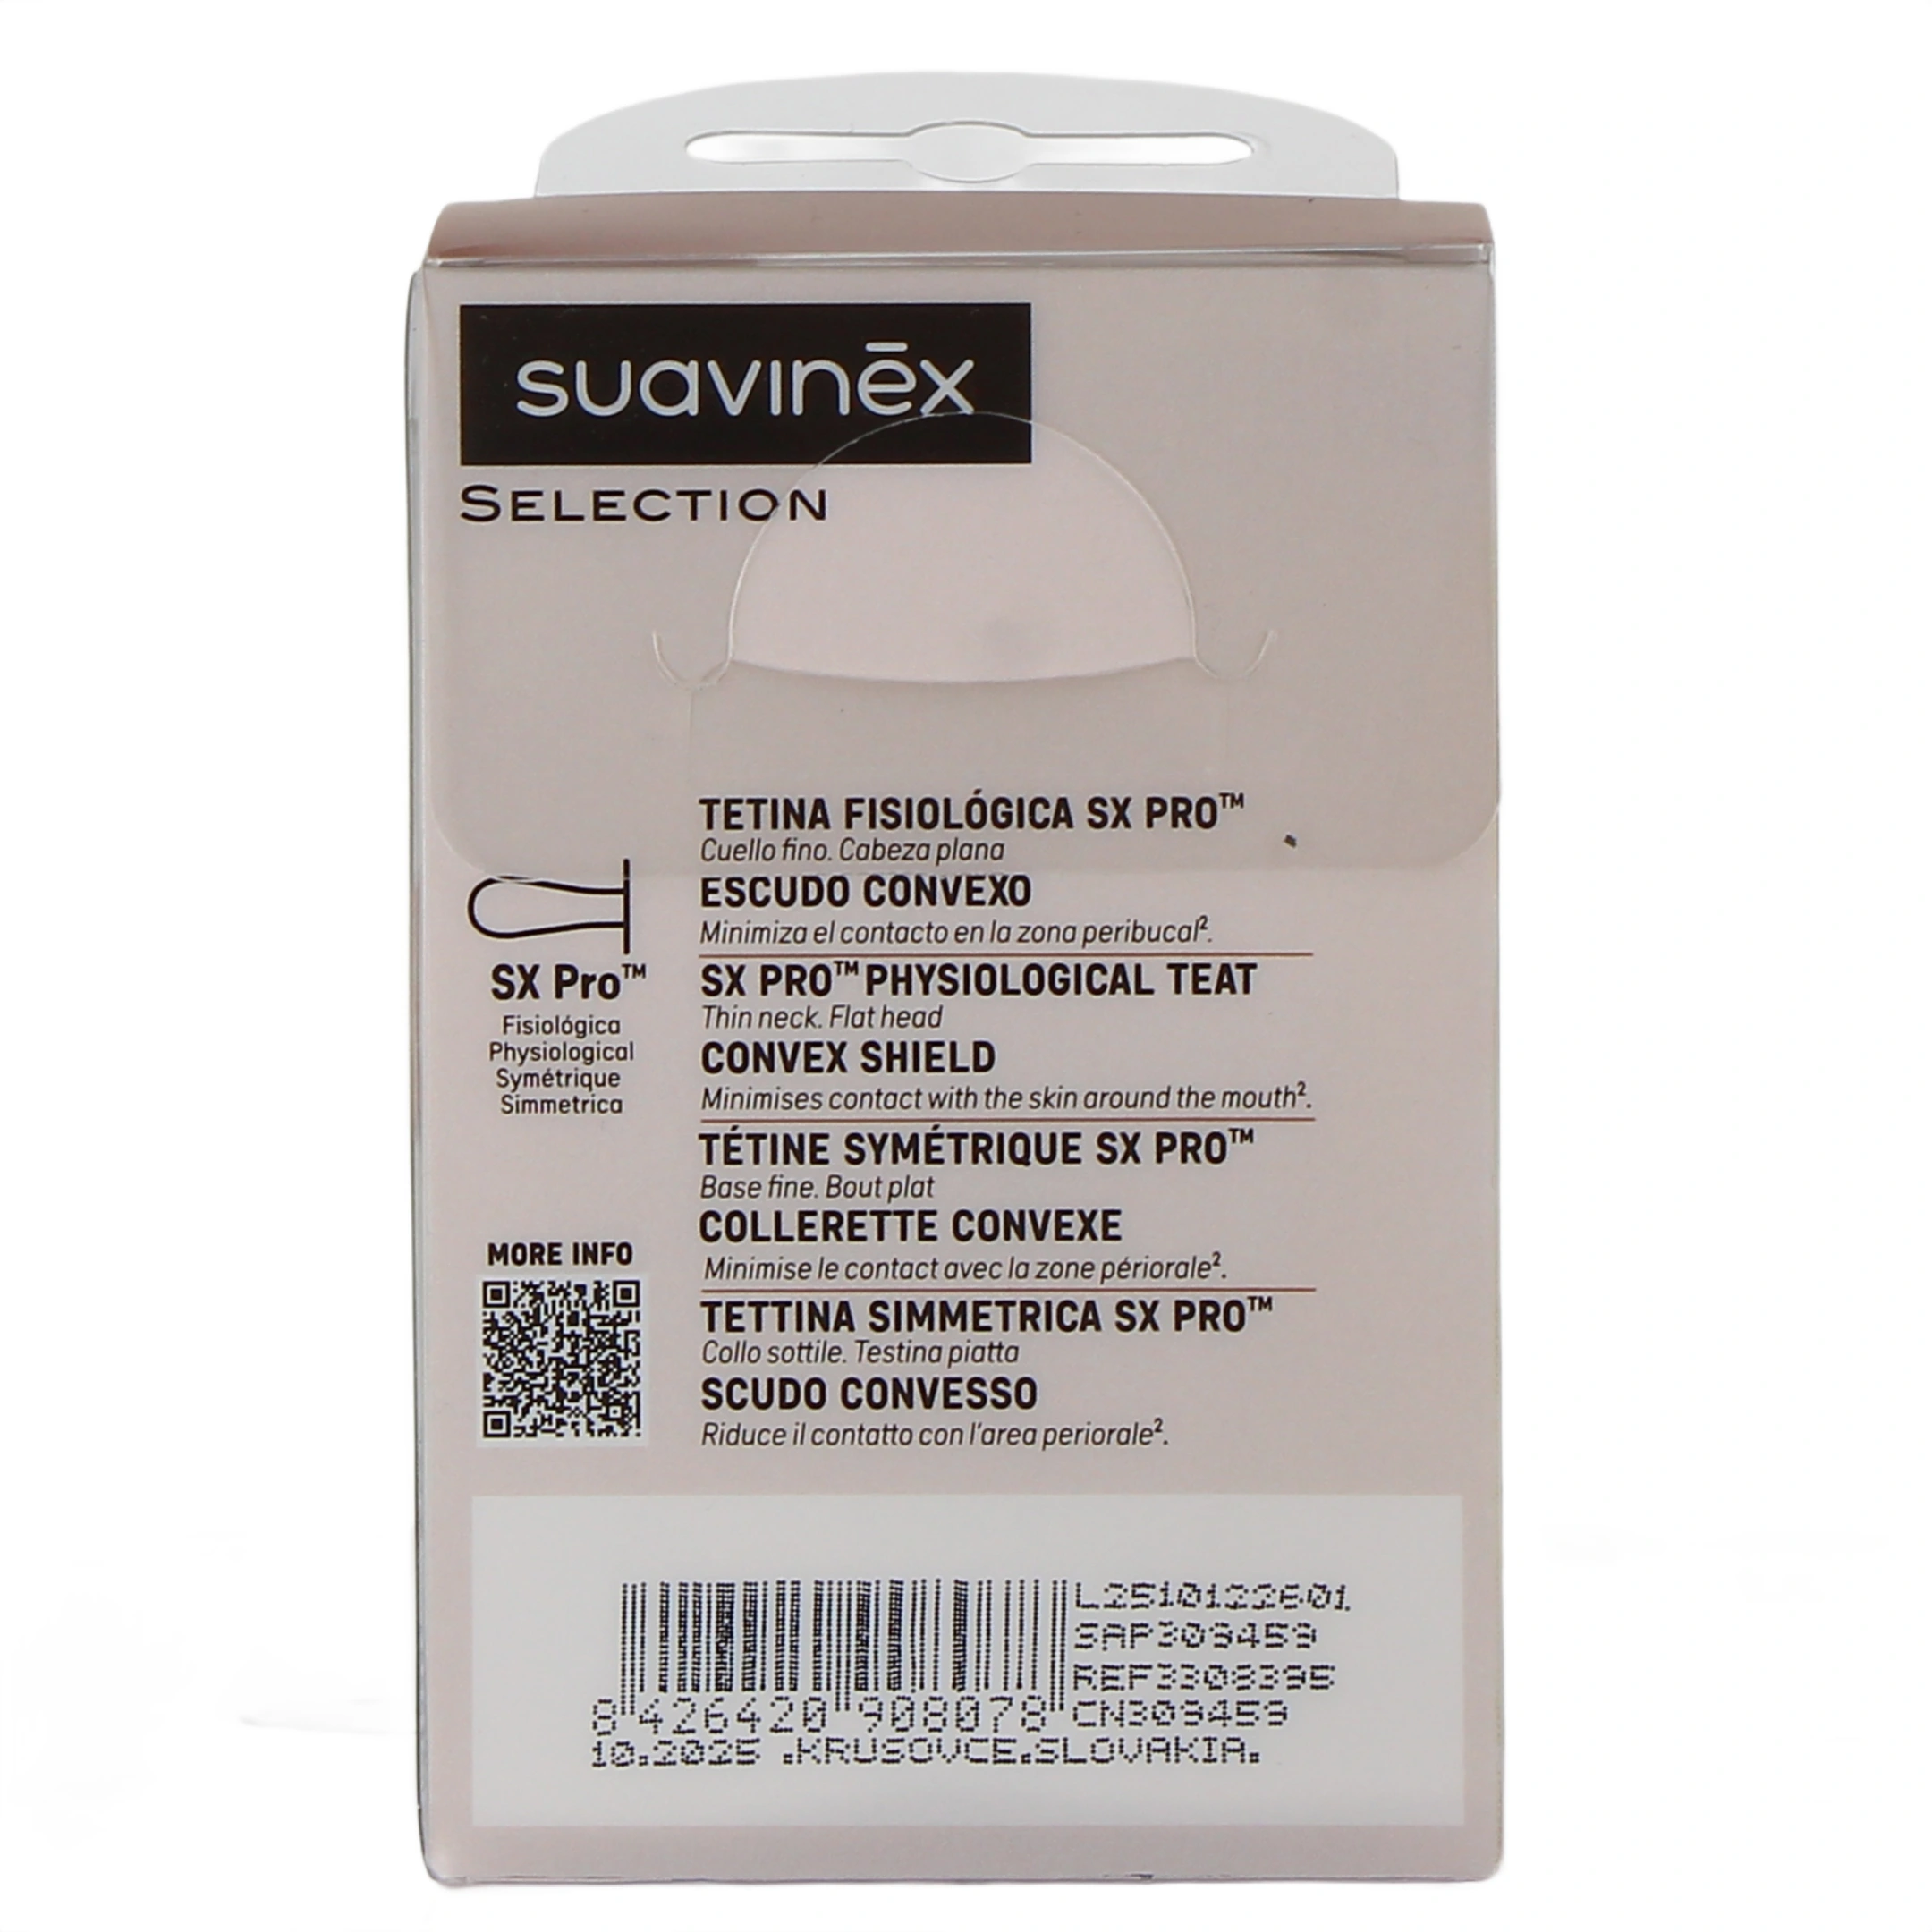 suavinēx
SELECTION
TETINA FISIOLÓGICA SX PRO™
Cuello fino. Cabeza plana
ESCUDO CONVEXO
Minimiza el contacto en la zona peribucal².
SX PRO™ PHYSIOLOGICAL TEAT
Thin neck. Flat head
CONVEX SHIELD
Minimises contact with the skin around the mouth².
TÉTINE SYMÉTRIQUE SX PRO™
Base fine. Bout plat
COLLERETTE CONVEXE
Minimise le contact avec la zone périorale².
TETTINA SIMMETRICA SX PRO™
Collo sottile. Testina piatta
SCUDO CONVESSO
Riduce il contatto con l'area periorale².
SX Pro™
Fisiológica
Physiological
Symétrique
Simmetrica
MORE INFO
L2510122601
SAP309459
REF3308395
CN309459
8"426420"908078"
10.2025 .KRUSOVCE.SLOVAKIA.